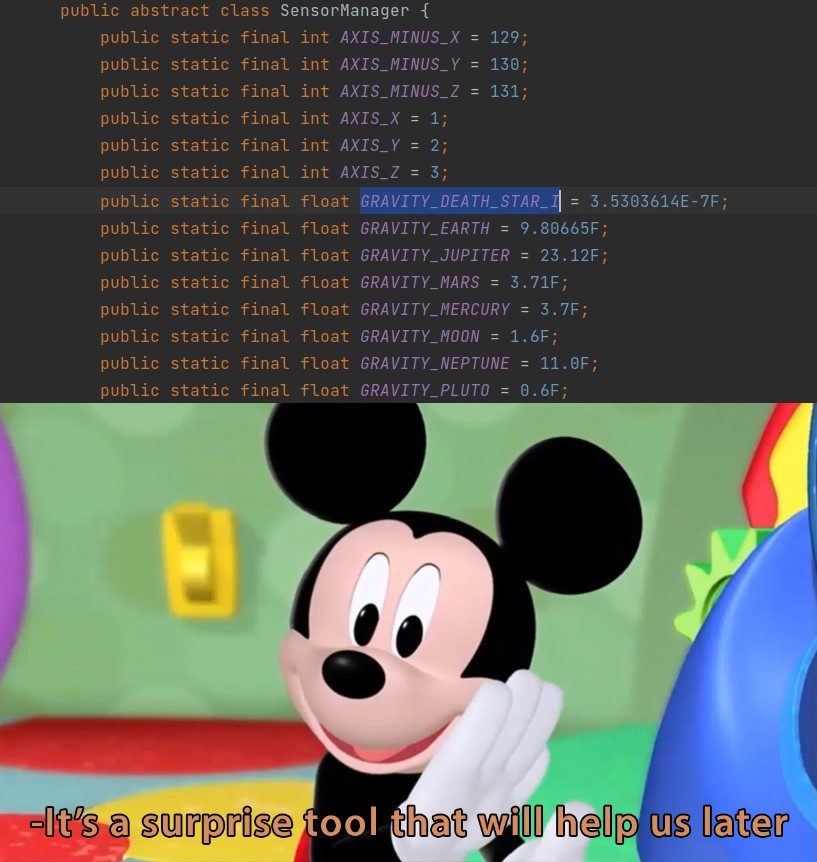 public abstract class SensorManager {
public static final int AXIS_MINUS_X = 129;
public static final int AXIS_MINUS_Y = 130;
public static final int AXIS_MINUS_Z = 131;
public static final int AXIS_X = 1;
public static final int AXIS_Y = 2;
public static final int AXIS_Z = 3;
public static final float GRAVITY_DEATH_STAR_I = 3.5303614E-7F;
public static final float GRAVITY_EARTH = 9.80665F;
public static final float GRAVITY_JUPITER = 23.12F;
public static final float GRAVITY_MARS = 3.71F;
public static final float GRAVITY_MERCURY = 3.7F;
public static final float GRAVITY_MOON = 1.6F;
public static final float GRAVITY_NEPTUNE = 11.0F;
public static final float GRAVITY_PLUTO = 0.6F;
-It's a surprise tool that will help us later